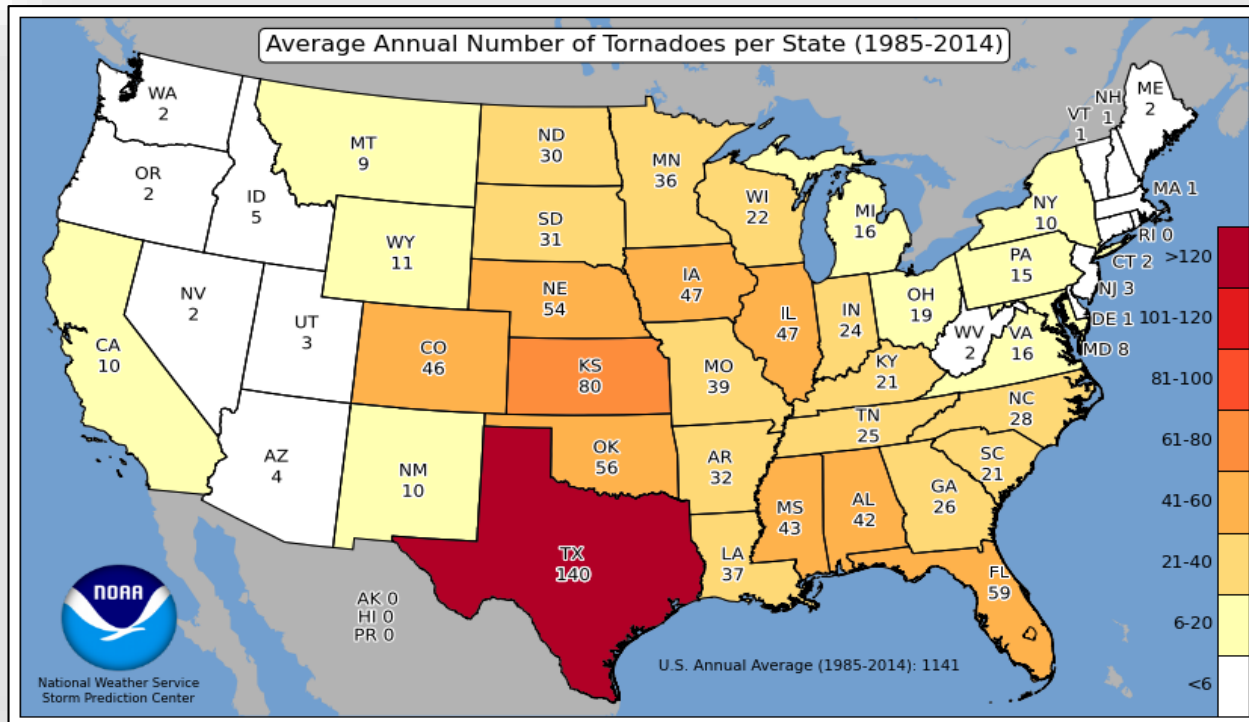 Average Annual Number of Tornadoes per State (1985-2014)
WA
2
OR
2
ID
5
MT
9
ND
30
MN
36
WI
22
MI
16
VT
1
NH
1
ME
2
MA 1
NY
10
RI 0
CT 2
PA
15
NJ 3
DE 1
MD 8
SD
31
WY
11
NE
54
IA
47
IL
47
IN
24
OH
19
WV
2
VA
16
NV
2
UT
3
CA
10
CO
46
KS
80
MO
39
KY
21
NC
28
TN
25
SC
21
AZ
4
NM
10
OK
56
AR
32
MS
43
AL
42
GA
26
TX
140
LA
37
FL
59
AK 0
HI 0
PR 0
U.S. Annual Average (1985-2014): 1141
>120
101-120
81-100
61-80
41-60
21-40
6-20
<6
NOAA
National Weather Service
Storm Prediction Center